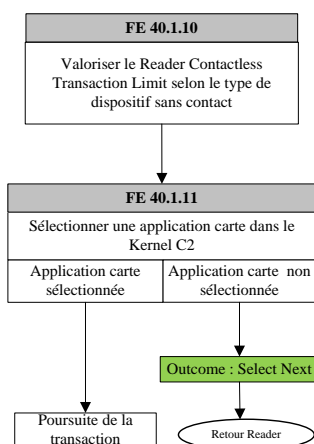 FE 40.1.10
Valoriser le Reader Contactless
Transaction Limit selon le type de
dispositif sans contact
FE 40.1.11
Sélectionner une application carte dans le
Kernel C2
Application carte
sélectionnée
Application carte non
sélectionnée
Outcome : Select Next
Poursuite de la
transaction
Retour Reader